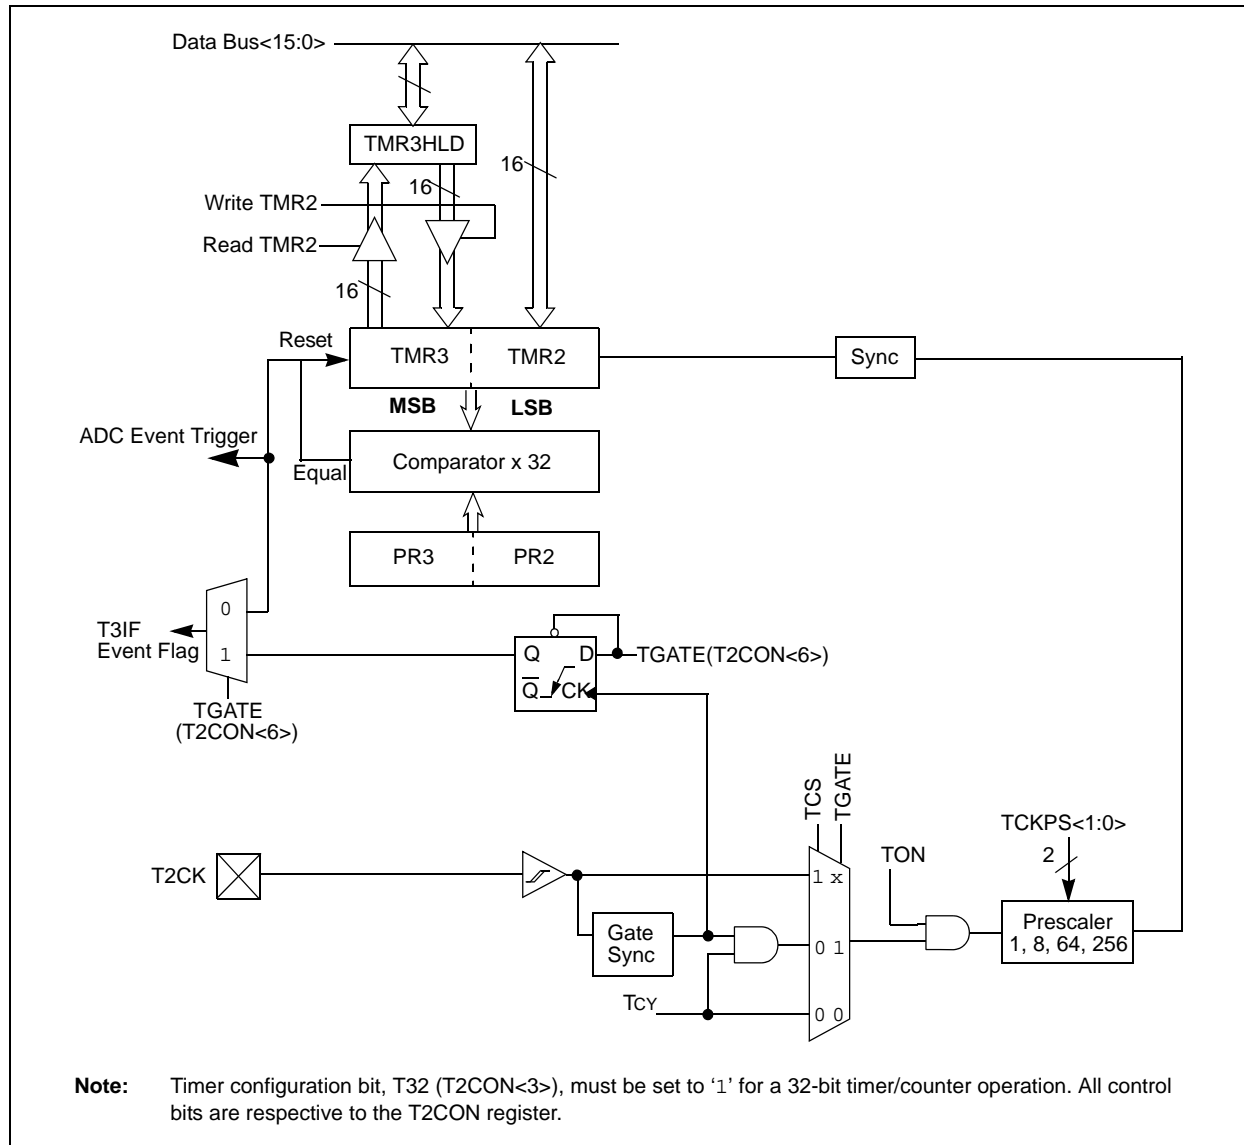 Data Bus<15:0>
TMR3HLD
16
16
Write TMR2
Read TMR2
16
Reset
TMR3
TMR2
Sync
MSB
LSB
ADC Event Trigger
Equal
Comparator x 32
PR3
PR2
0
T3IF
Event Flag
1
Q
D
TGATE(T2CON<6>)
Q
CK
TGATE
(T2CON<6>)
TCS
TGATE
TCKPS<1:0>
2
TON
T2CK
1 x
Gate
Sync
0 1
Prescaler
1, 8, 64, 256
TCY
0 0
Note: Timer configuration bit, T32 (T2CON<3>), must be set to ‘1’ for a 32-bit timer/counter operation. All control
bits are respective to the T2CON register.